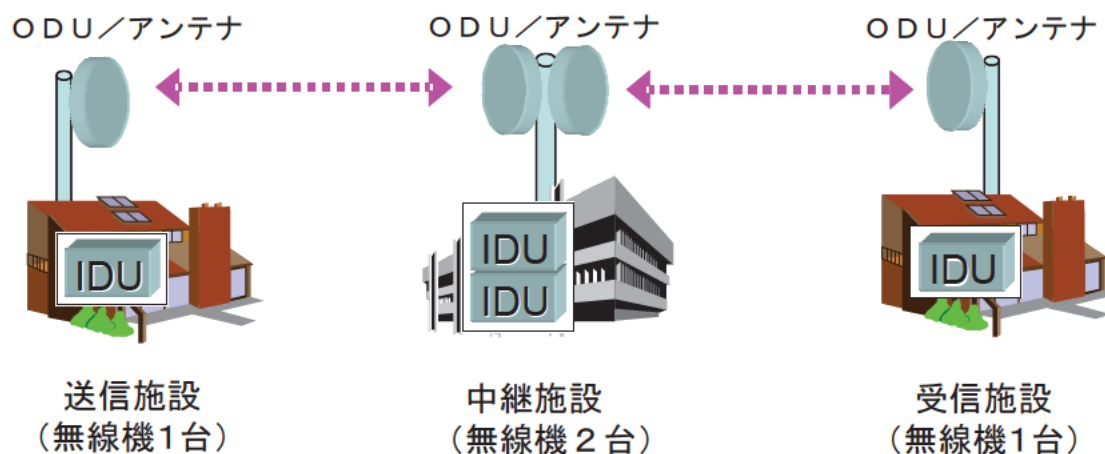 ODU／アンテナ
ODU／アンテナ
ODU／アンテナ
IDU
IDU
IDU
IDU
送信施設
（無線機1台）
中継施設
（無線機２台）
受信施設
（無線機1台）